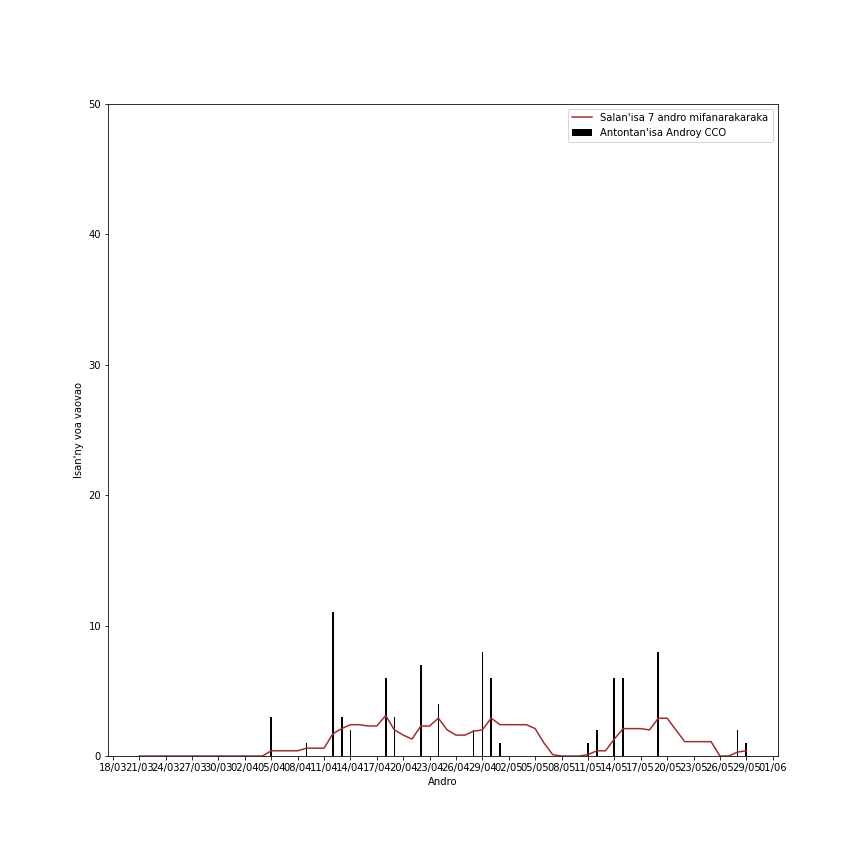 Salan'isa 7 andro mifanarakaraka
Antontan'isa Androy CCO
50
40
30
20
10
0
Isan'ny voa vaovao
18/03 21/03 24/03 27/03 30/03 02/04 05/04 08/04 11/04 14/04 17/04 20/04 23/04 26/04 29/04 02/05 05/05 08/05 11/05 14/05 17/05 20/05 23/05 26/05 29/05 01/06
Andro